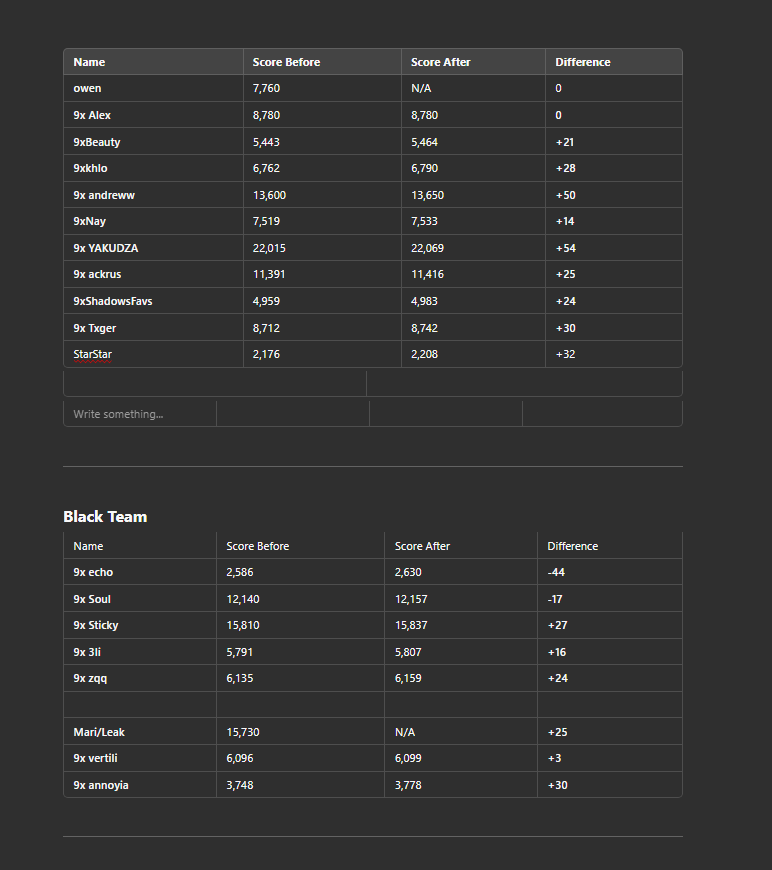 Name Score Before Score After Difference
owen 7,760 N/A 0
9x Alex 8,780 8,780 0
9xBeauty 5,443 5,464 +21
9xkhlo 6,762 6,790 +28
9x andreww 13,600 13,650 +50
9xNay 7,519 7,533 +14
9x YAKUDZA 22,015 22,069 +54
9x ackrus 11,391 11,416 +25
9xShadowsFavs 4,959 4,983 +24
9x Txger 8,712 8,742 +30
StarStar 2,176 2,208 +32
Write something...
Black Team
Name Score Before Score After Difference
9x echo 2,586 2,630 -44
9x Soul 12,140 12,157 -17
9x Sticky 15,810 15,837 +27
9x 3li 5,791 5,807 +16
9x zqq 6,135 6,159 +24
Mari/Leak 15,730 N/A +25
9x vertili 6,096 6,099 +3
9x annoyia 3,748 3,778 +30